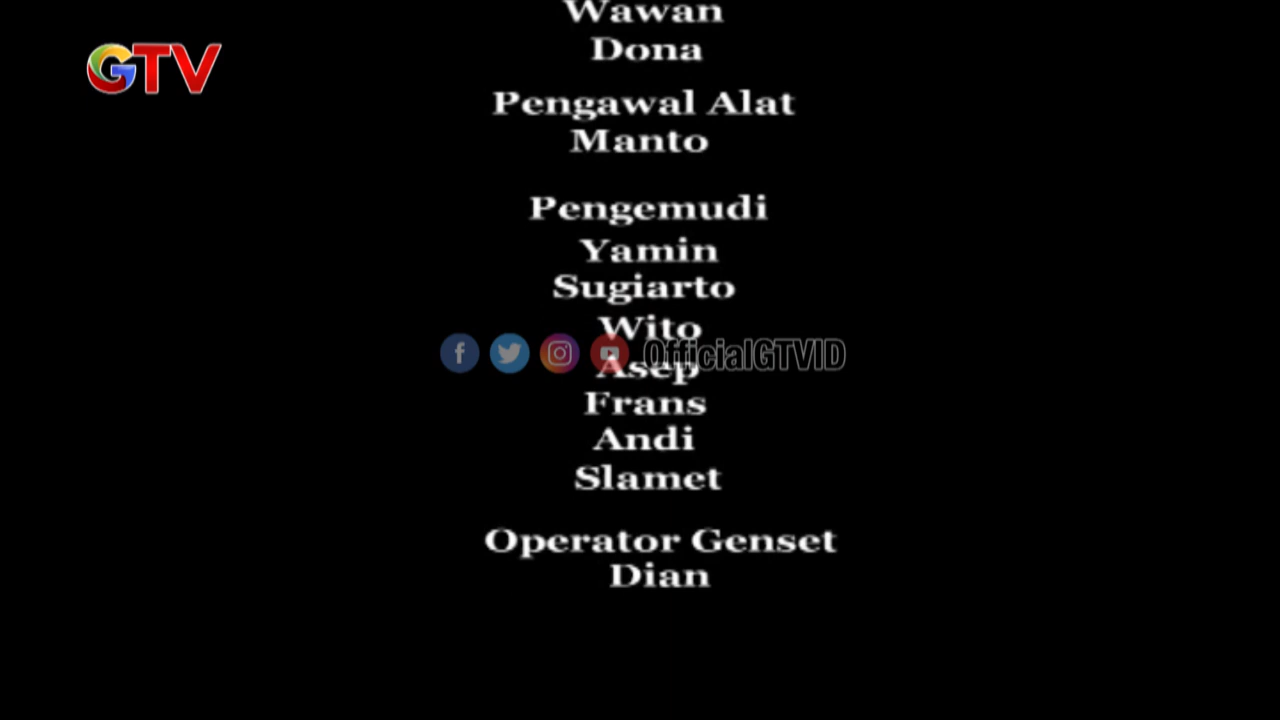 Wawan
GTV
Dona
Pengawal Alat
Manto
Pengemudi
Yamin
Sugiarto
Wito
OfficialGTVID
Asep
Frans
Andi
Slamet
Operator Genset
Dian